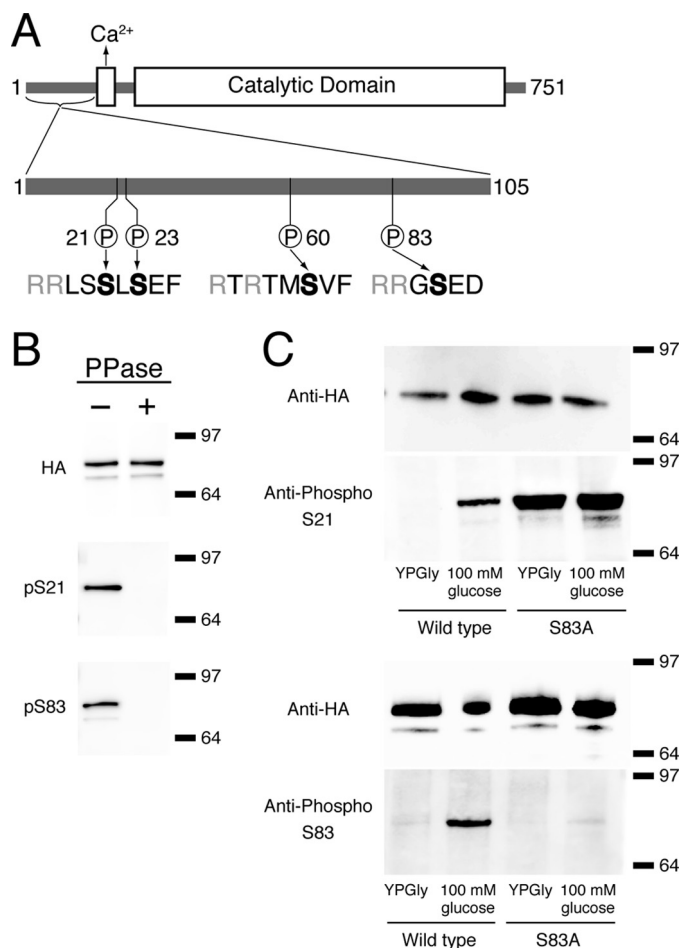 A
Ca2+
1 Catalytic Domain 751
1 105
21 P P 23 P 60 P 83
RRLSSLSEF RTRTMSVF RRGSED
B
PPase
– +
HA 97
64
pS21 97
64
pS83 97
64
C
Anti-HA 97
64
Anti-Phospho
S21
97
64
YPGly 100 mM glucose YPGly 100 mM glucose
Wild type S83A
Anti-HA 97
64
Anti-Phospho
S83
97
64
YPGly 100 mM glucose YPGly 100 mM glucose
Wild type S83A